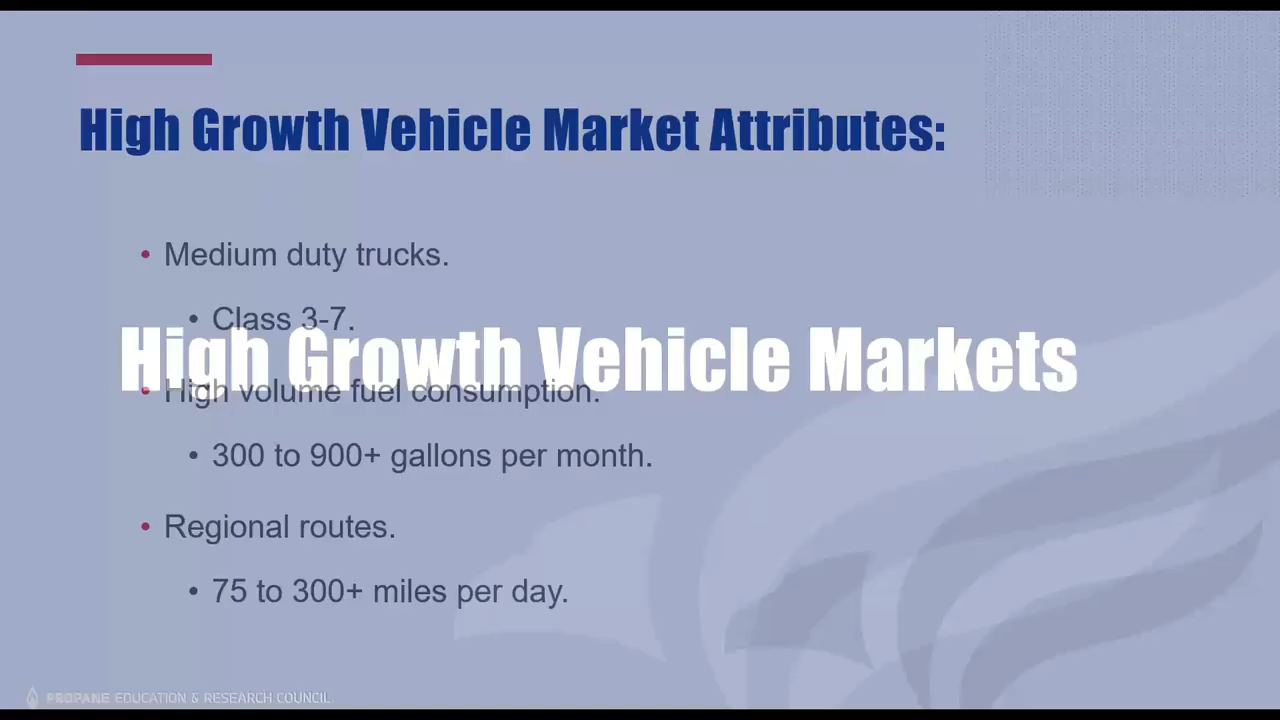 High Growth Vehicle Market Attributes:
• Medium duty trucks.
• Class 3-7.
High Growth Vehicle Markets
• High volume fuel consumption.
• 300 to 900+ gallons per month.
• Regional routes.
• 75 to 300+ miles per day.
PROPANE EDUCATION & RESEARCH COUNCIL